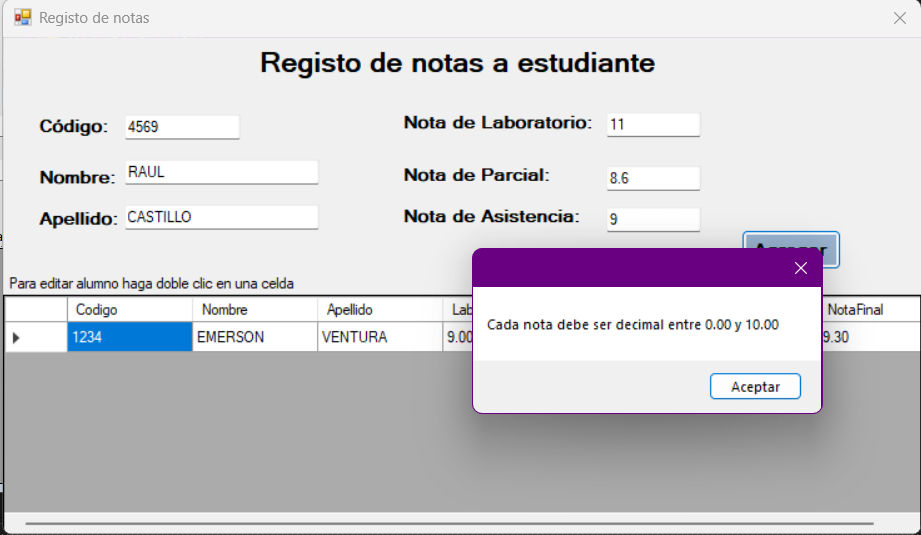 Registo de notas
Registo de notas a estudiante
Código: 4569
Nota de Laboratorio: 11
Nombre: RAUL
Nota de Parcial: 8.6
Apellido: CASTILLO
Nota de Asistencia: 9
Para editar alumno haga doble clic en una celda
Codigo Nombre Apellido Lab NotaFinal
1234 EMERSON VENTURA 9.00 9.30
Cada nota debe ser decimal entre 0.00 y 10.00
Aceptar